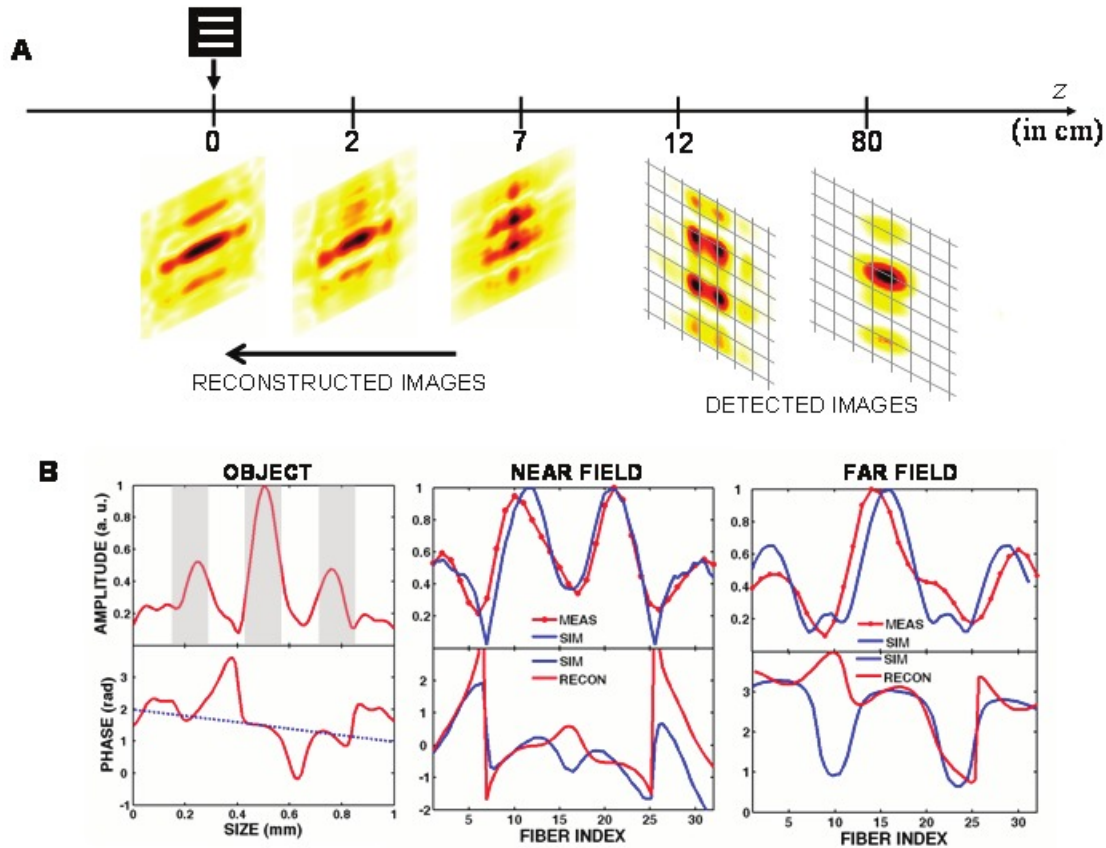 A
z
(in cm)
0 2 7 12 80
RECONSTRUCTED IMAGES
DETECTED IMAGES
B
OBJECT NEAR FIELD FAR FIELD
AMPLITUDE (a. u.)
1
0.8
0.6
0.4
0.2
PHASE (rad)
3
2
1
0
-1
0 0.2 0.4 0.6 0.8 1
SIZE (mm)
1
0.8
0.6
0.4
0.2
0
MEAS
SIM
SIM
RECON
2
0
-1
-2
5 10 15 20 25 30
FIBER INDEX
1
0.8
0.6
0.4
0.2
0
MEAS
SIM
SIM
RECON
3
2
1
0
5 10 15 20 25 30
FIBER INDEX